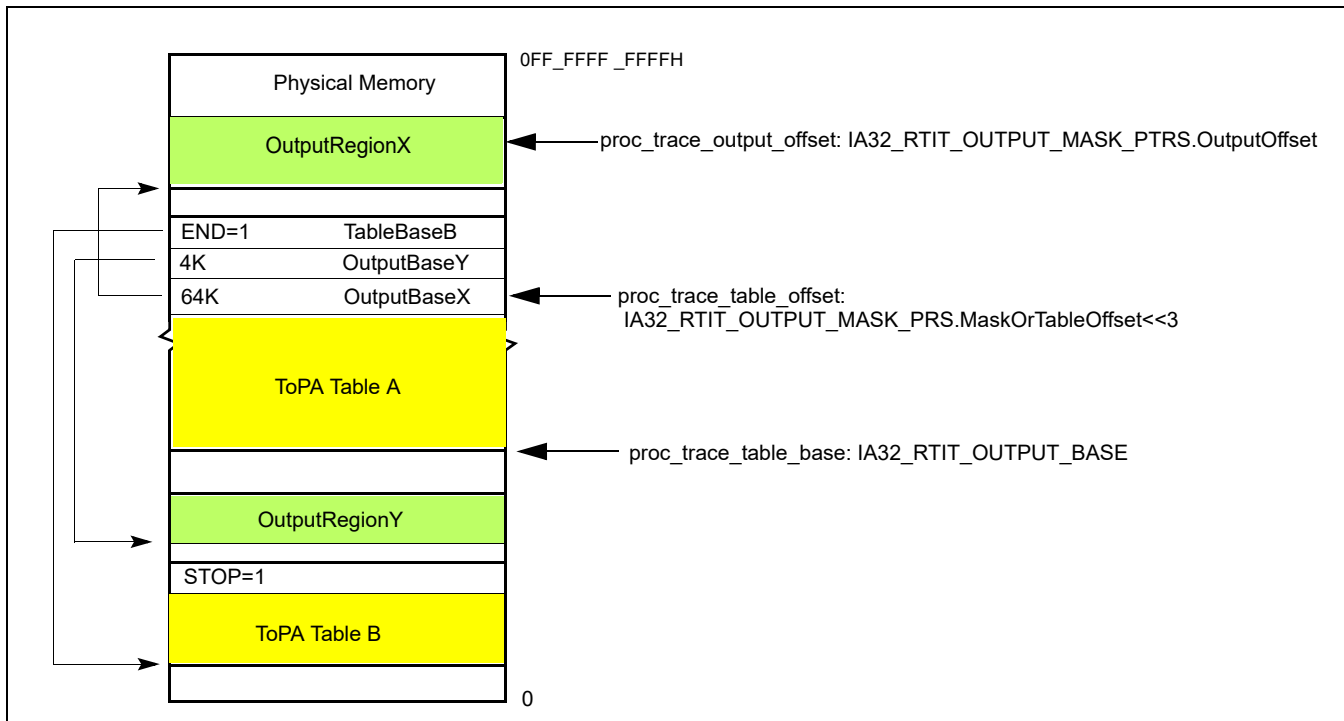 0FF_FFFF _FFFFH
Physical Memory
OutputRegionX
proc_trace_output_offset: IA32_RTIT_OUTPUT_MASK_PTRS.OutputOffset
END=1 TableBaseB
4K OutputBaseY
64K OutputBaseX
proc_trace_table_offset:
IA32_RTIT_OUTPUT_MASK_PRS.MaskOrTableOffset<<3
ToPA Table A
proc_trace_table_base: IA32_RTIT_OUTPUT_BASE
OutputRegionY
STOP=1
ToPA Table B
0